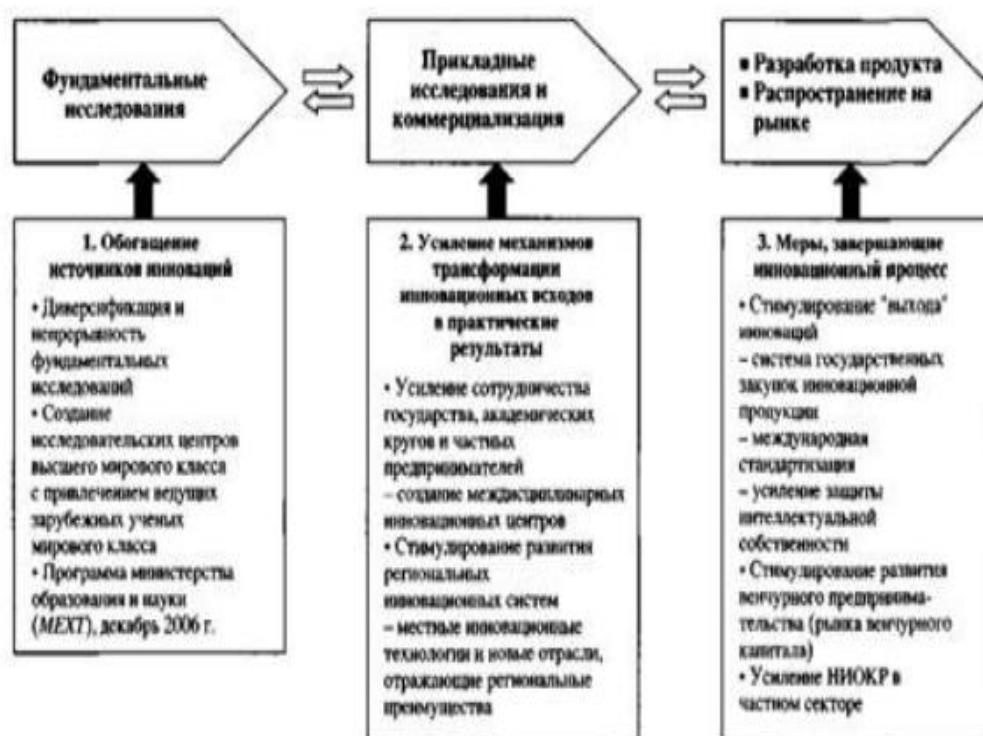 Фундаментальные
исследования
Прикладные
исследования и
коммерциализация
■ Разработка продукта
■ Распространение на
рынке
1. Обогащение
источников инноваций
• Диверсификация и
непрерывность
фундаментальных
исследований
• Создание
исследовательских центров
высшего мирового класса
с привлечением ведущих
зарубежных ученых
мирового класса
• Программа министерства
образования и науки
(MEXT), декабрь 2006 г.
2. Усиление механизмов
трансформации
инновационных всходов
в практические
результаты
• Усиление сотрудничества
государства, академических
кругов и частных
предпринимателей
– создание междисциплинарных
инновационных центров
• Стимулирование развития
региональных
инновационных систем
– местные инновационные
технологии и новые отрасли,
отражающие региональные
преимущества
3. Меры, завершающие
инновационный процесс
• Стимулирование "выхода"
инноваций
– система государственных
закупок инновационной
продукции
– международная
стандартизация
– усиление защиты
интеллектуальной
собственности
• Стимулирование развития
венчурного предпринима-
тельства (рынка венчурного
капитала)
• Усиление НИОКР в
частном секторе